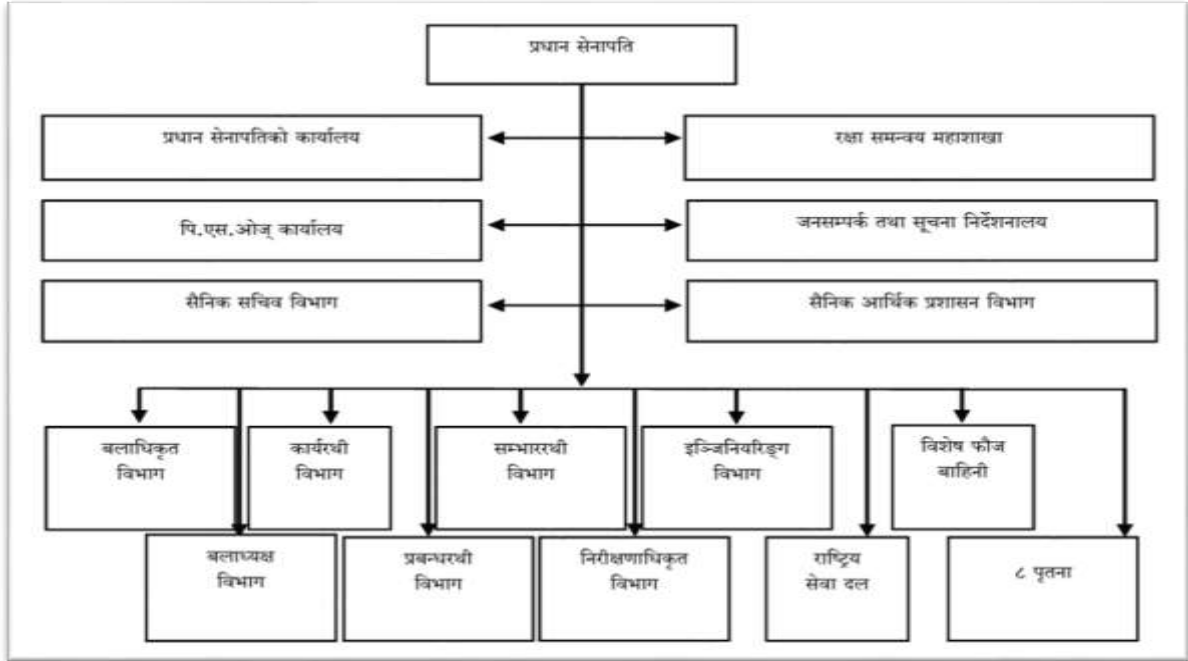 प्रधान सेनापति
प्रधान सेनापतिको कार्यालय
रक्षा समन्वय महाशाखा
पि.एस.ओज् कार्यालय
जनसम्पर्क तथा सूचना निर्देशनालय
सैनिक सचिव विभाग
सैनिक आर्थिक प्रशासन विभाग
बलाधिकृत
विभाग
कार्यरथी
विभाग
सम्भाररथी
विभाग
इञ्जिनियरिङ्ग
विभाग
विशेष फौज
बाहिनी
बलाध्यक्ष
विभाग
प्रबन्धरथी
विभाग
निरीक्षणाधिकृत
विभाग
राष्ट्रिय
सेवा दल
८ पृतना